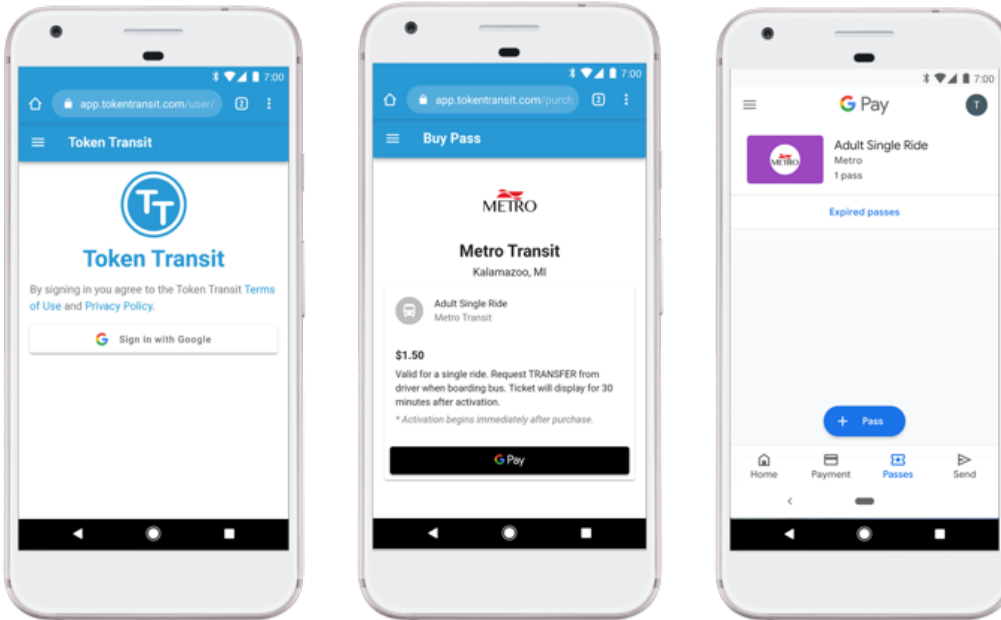 7:00
app.tokentransit.com/user/
2
Token Transit
TT
Token Transit
By signing in you agree to the Token Transit Terms
of Use and Privacy Policy.
Sign in with Google
7:00
app.tokentransit.com/purch
2
Buy Pass
METRO
Metro Transit
Kalamazoo, MI
Adult Single Ride
Metro Transit
$1.50
Valid for a single ride. Request TRANSFER from
driver when boarding bus. Ticket will display for 30
minutes after activation.
* Activation begins immediately after purchase.
G Pay
7:00
G Pay
T
METRO
Adult Single Ride
Metro
1 pass
Expired passes
+ Pass
Home
Payment
Passes
Send